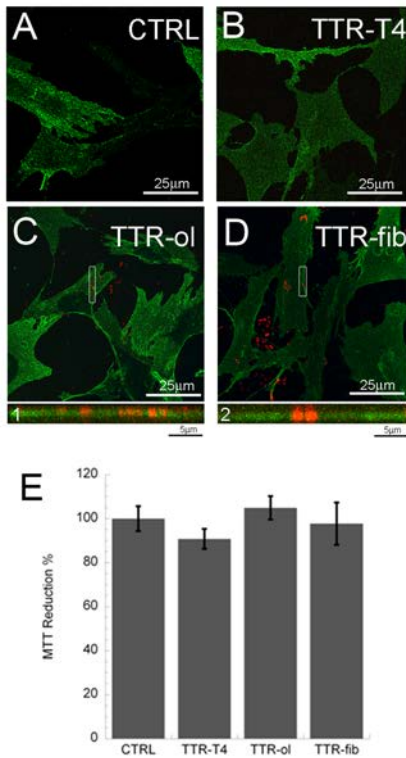 A CTRL
B TTR-T4
25µm
25µm
C TTR-ol
D TTR-fib
25µm
25µm
1
2
5µm
5µm
E
120
100
80
60
40
20
0
MTT Reduction %
CTRL TTR-T4 TTR-ol TTR-fib